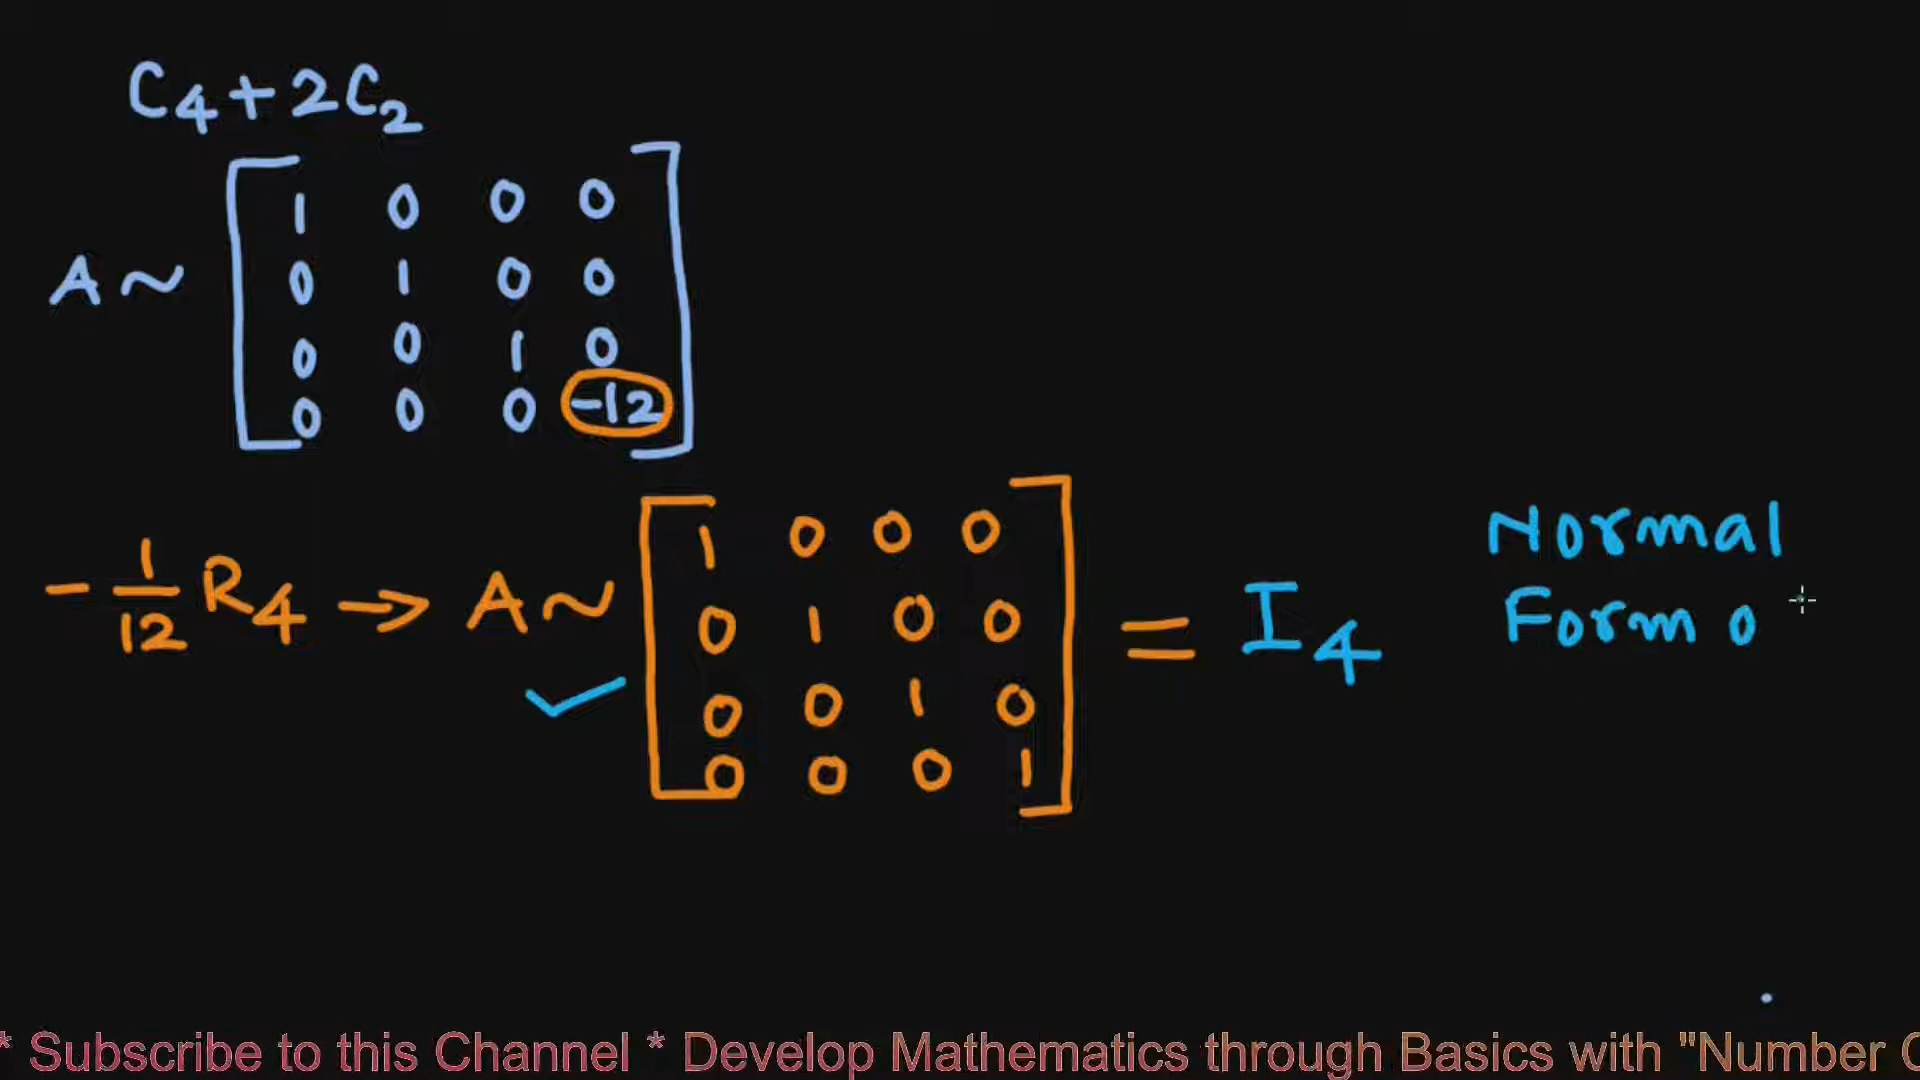 C4+2C2
A ~ [1 0 0 0
0 1 0 0
0 0 1 0
0 0 0 -12]
-1/12 R4 → A ~ [1 0 0 0
0 1 0 0
0 0 1 0
0 0 0 1] = I4
Normal
Form o
* Subscribe to this Channel * Develop Mathematics through Basics with "Number C